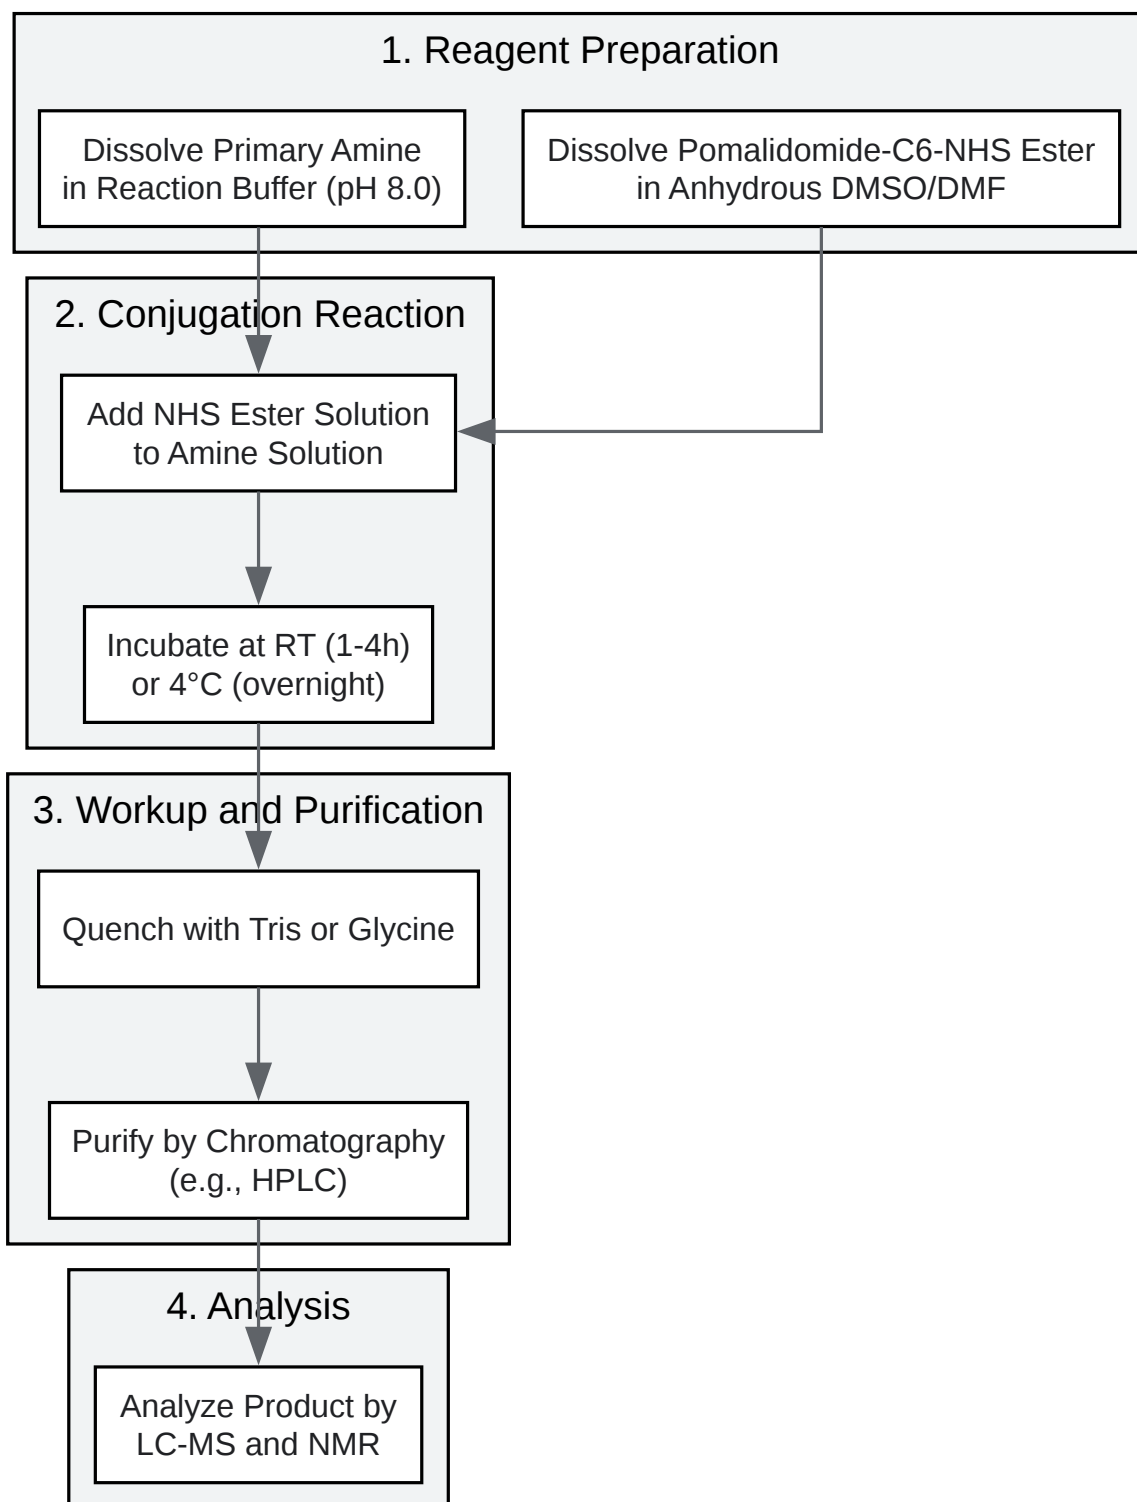 1. Reagent Preparation
Dissolve Primary Amine
in Reaction Buffer (pH 8.0)
Dissolve Pomalidomide-C6-NHS Ester
in Anhydrous DMSO/DMF
2. Conjugation Reaction
Add NHS Ester Solution
to Amine Solution
Incubate at RT (1-4h)
or 4°C (overnight)
3. Workup and Purification
Quench with Tris or Glycine
Purify by Chromatography
(e.g., HPLC)
4. Analysis
Analyze Product by
LC-MS and NMR